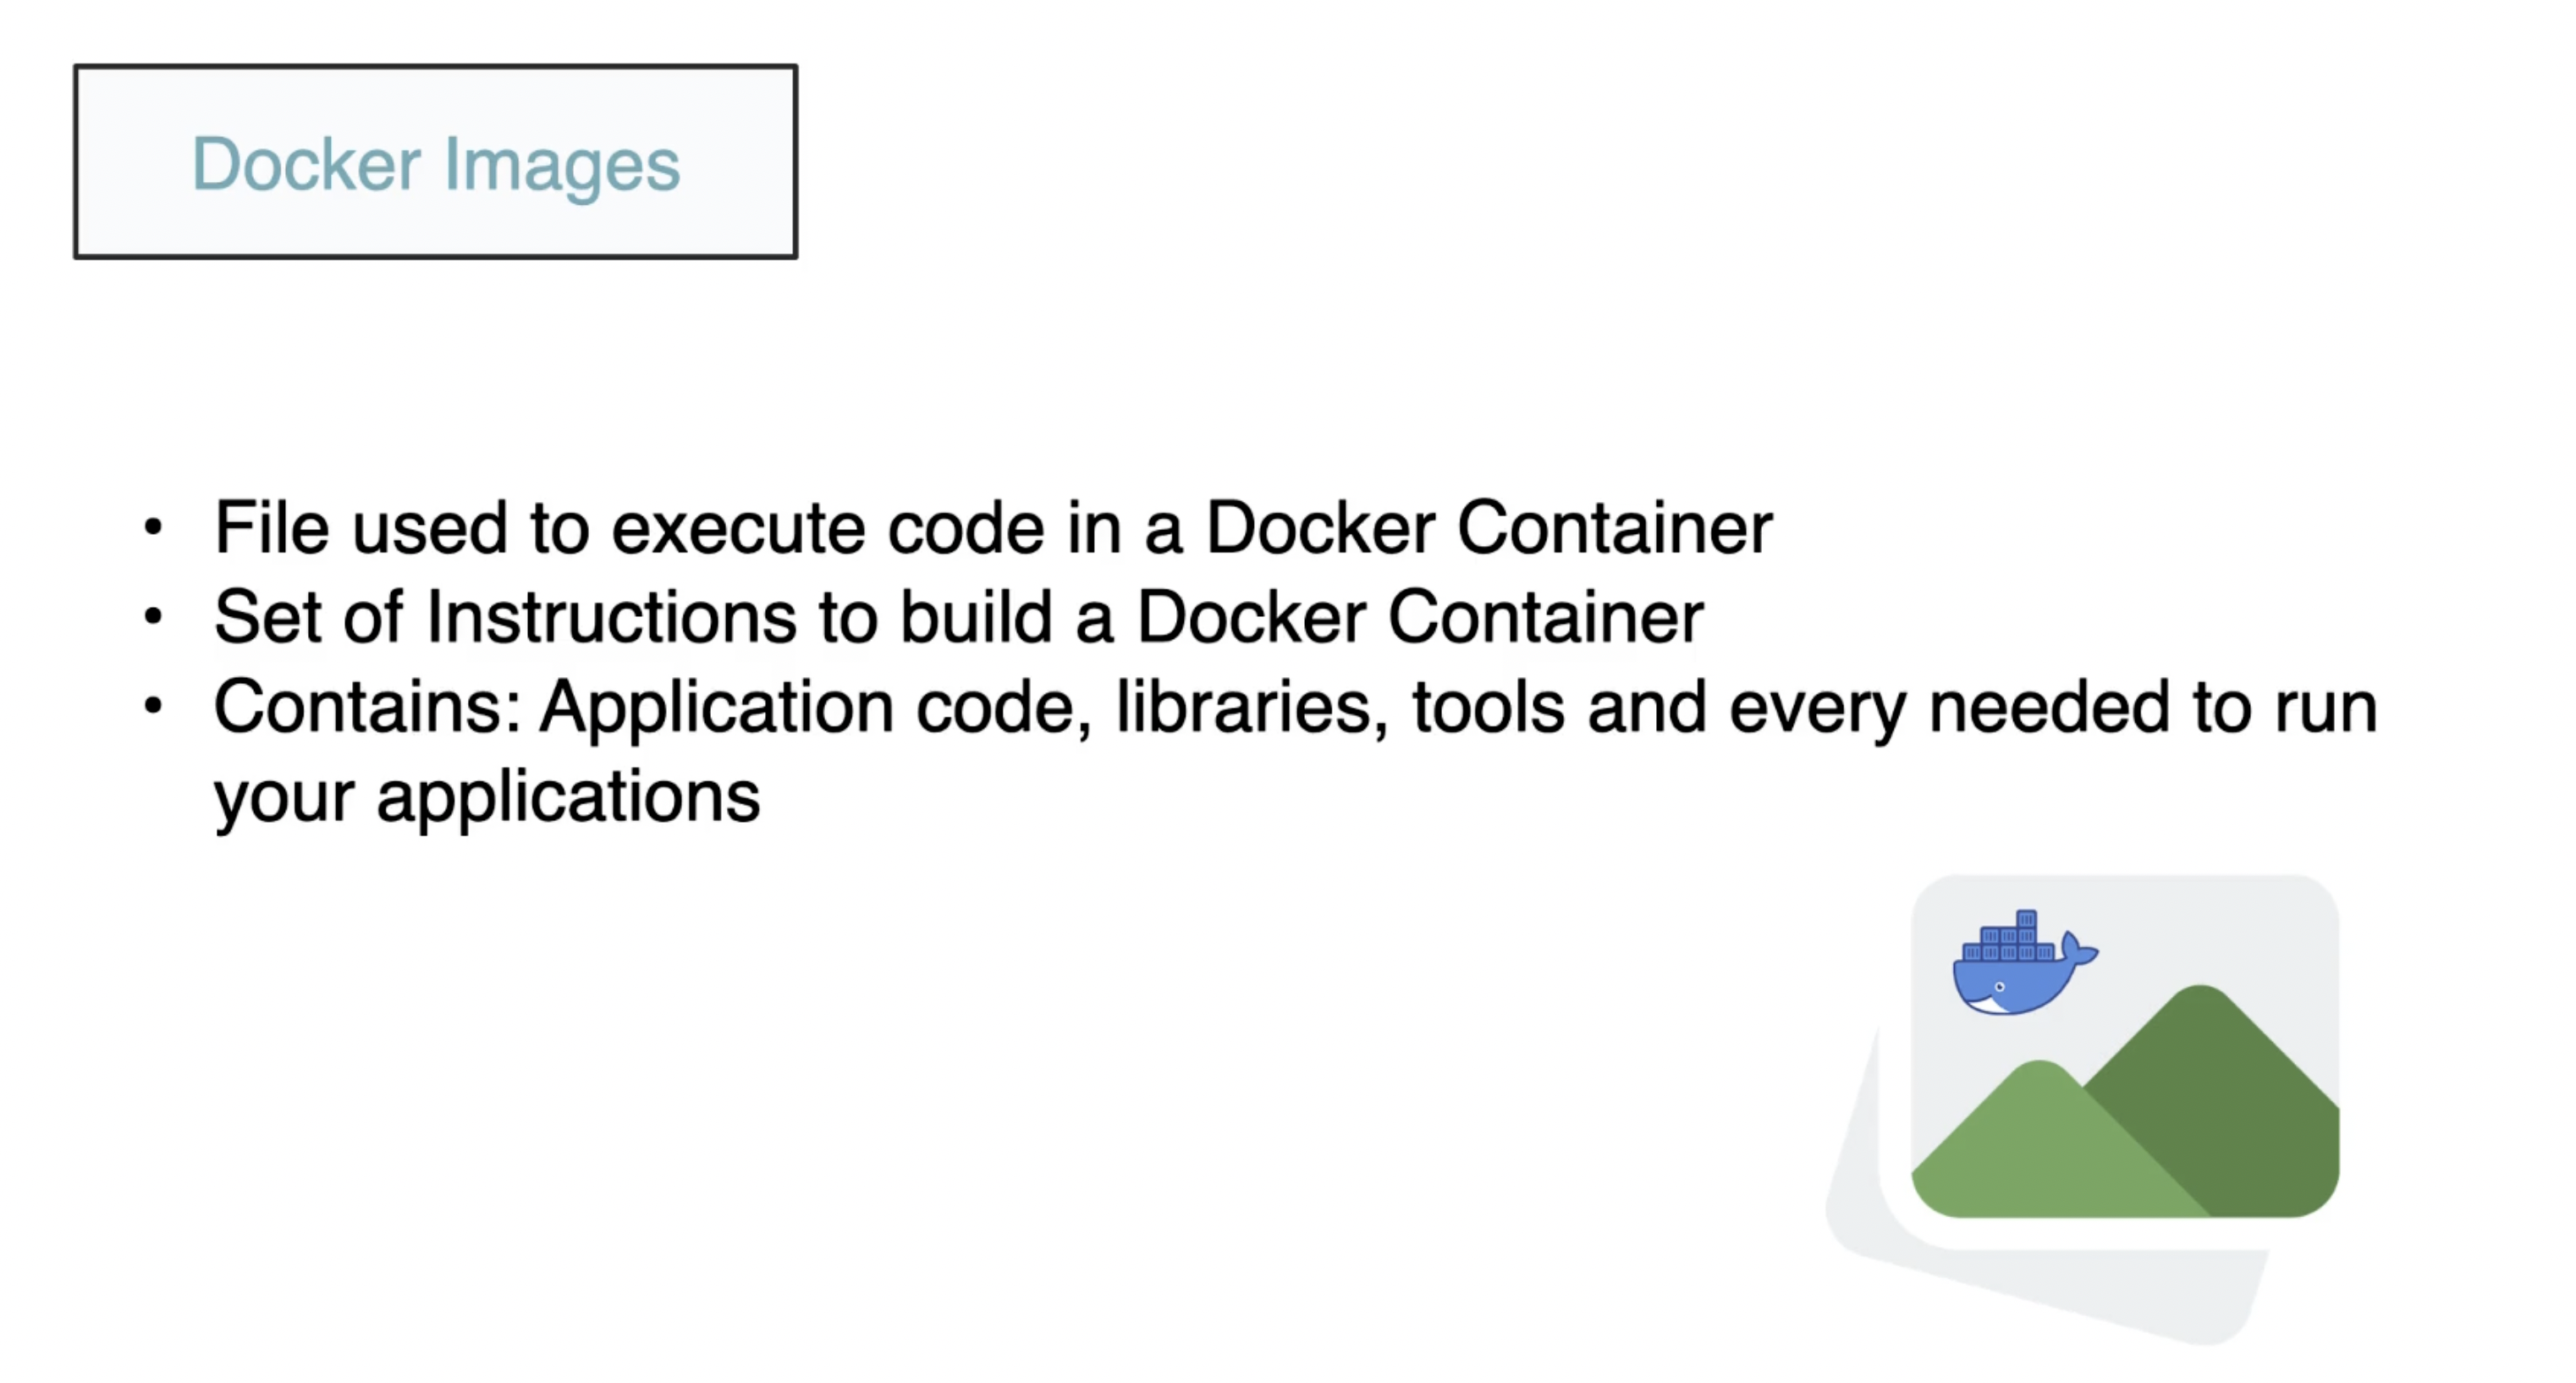 Docker Images
• File used to execute code in a Docker Container
• Set of Instructions to build a Docker Container
• Contains: Application code, libraries, tools and every needed to run
your applications